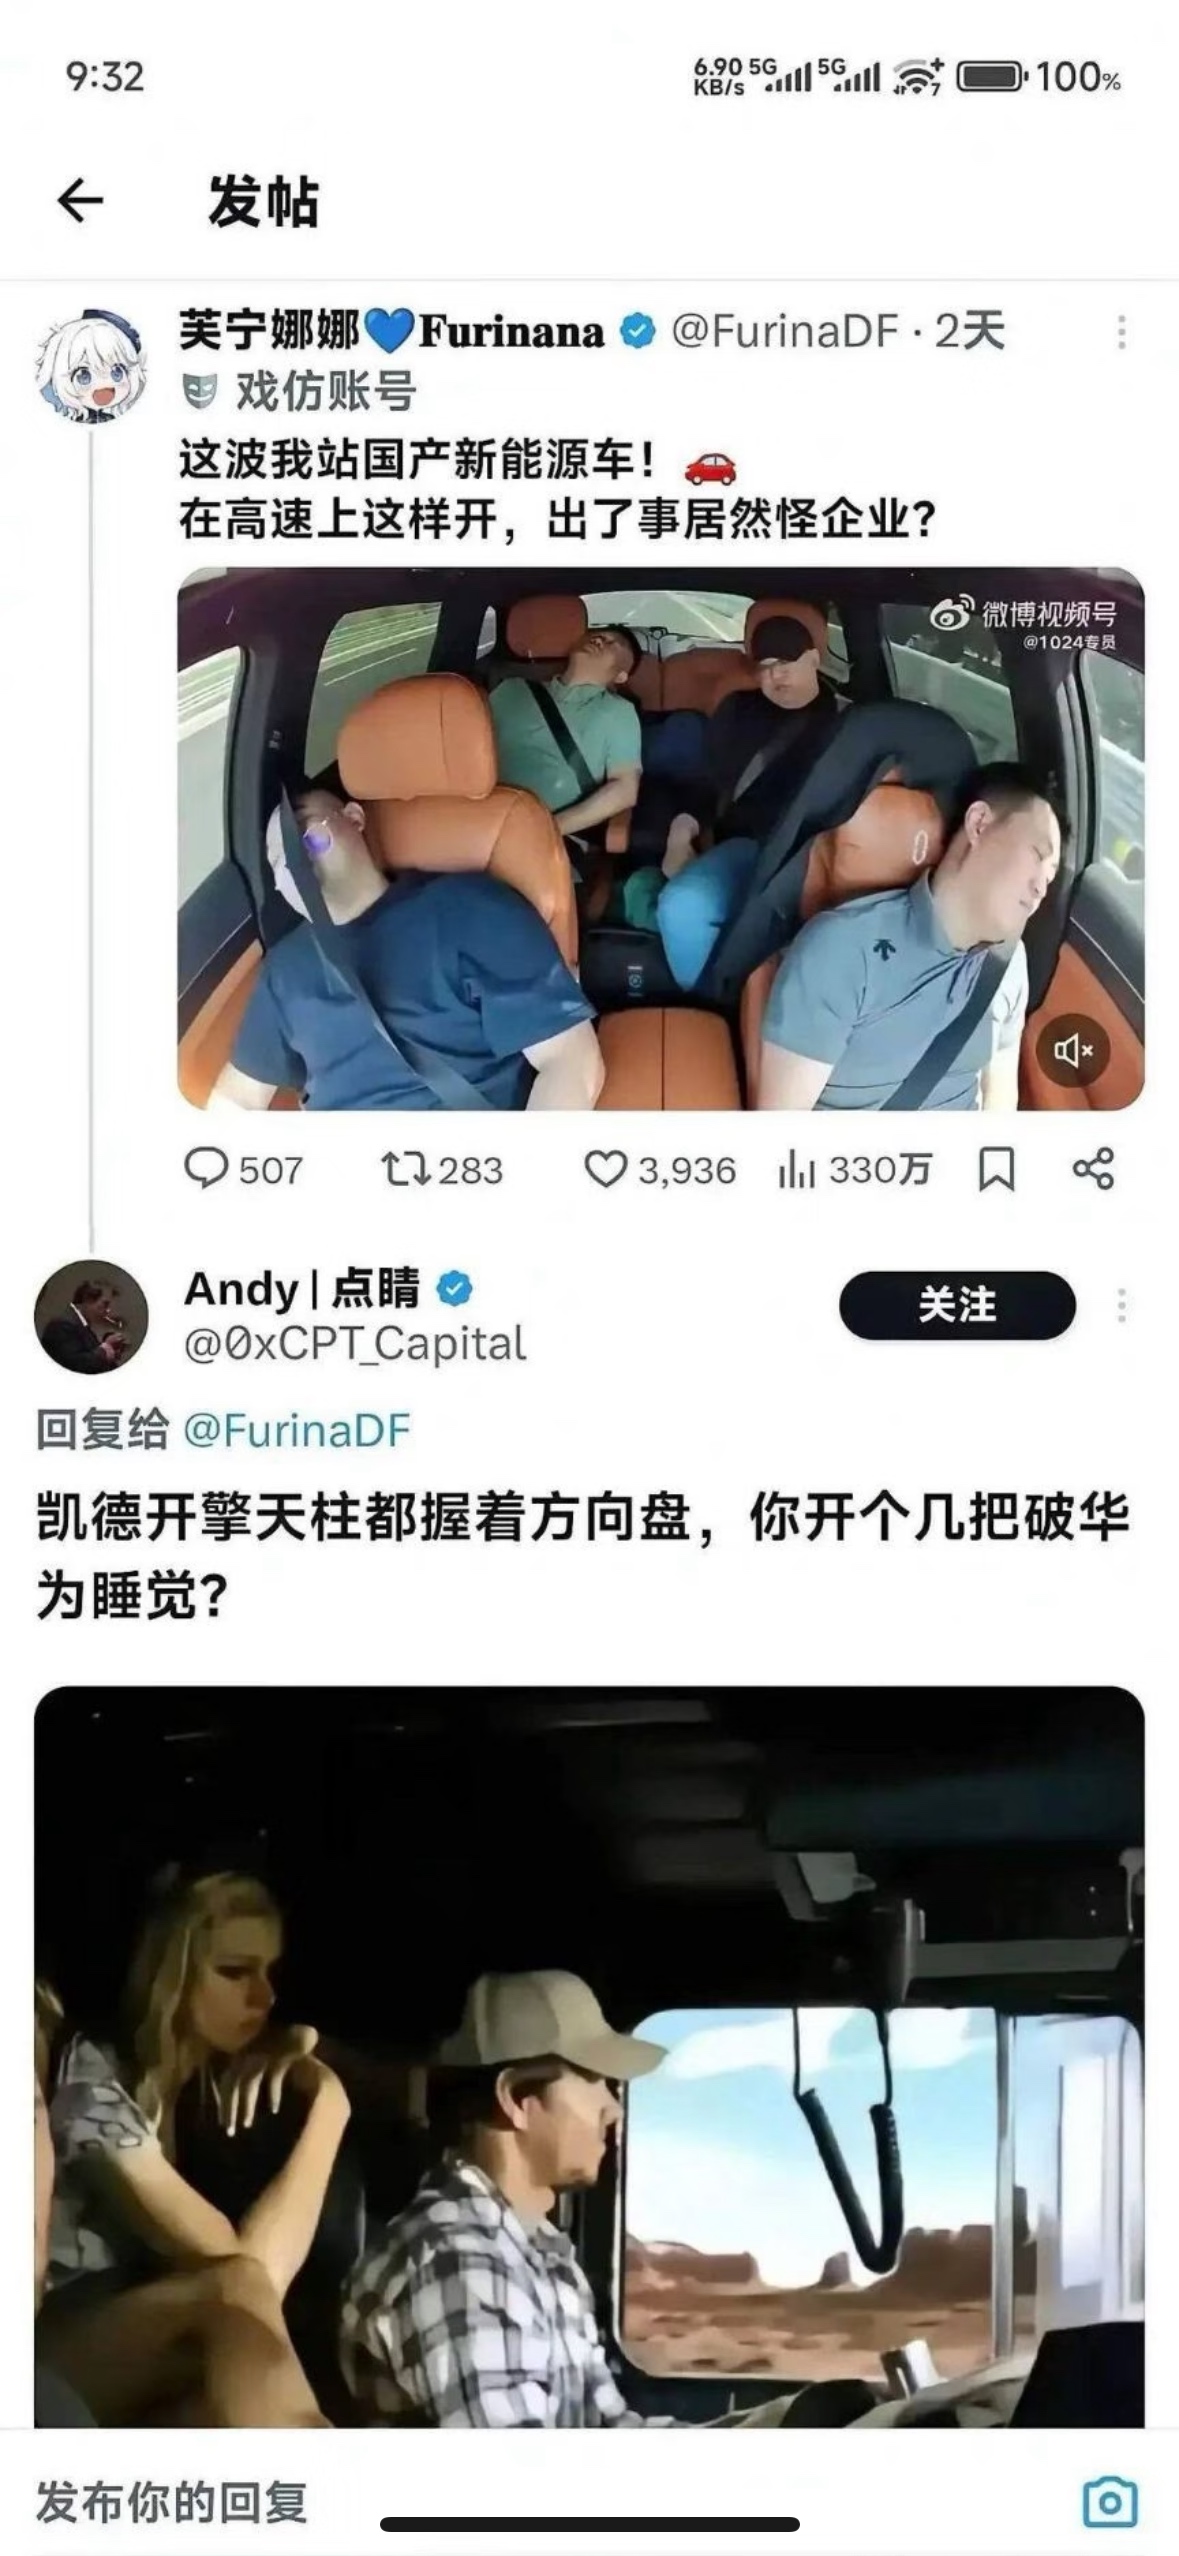 9:32
6.90 KB/s 5G 5G 7 100%
发帖
芙宁娜娜💙Furinana @FurinaDF · 2天
戏仿账号
这波我站国产新能源车！🚗
在高速上这样开，出了事居然怪企业？
微博视频号
@1024专员
507 283 3,936 330万
Andy | 点睛
@0xCPT_Capital
关注
回复给 @FurinaDF
凯德开擎天柱都握着方向盘，你开个几把破华
为睡觉？
发布你的回复